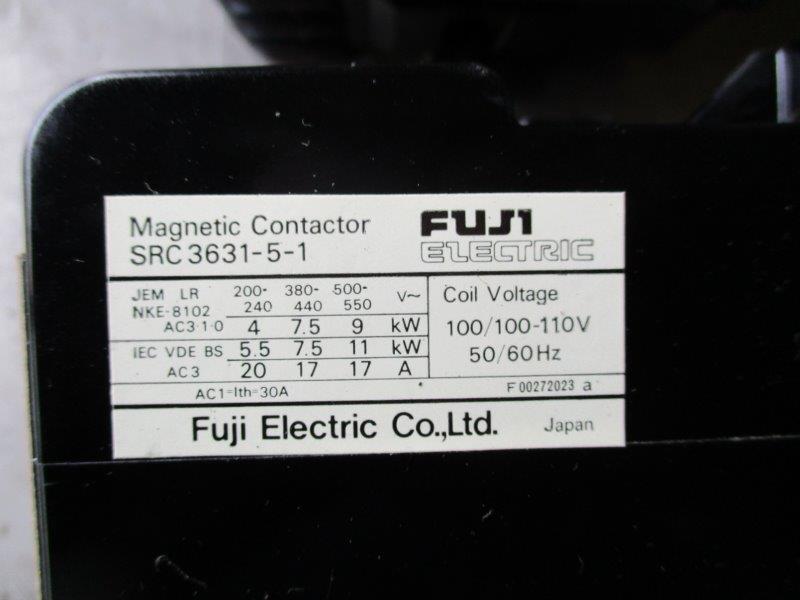 Magnetic Contactor
SRC 3631-5-1
FUJI
ELECTRIC
JEM LR 200- 380- 500- V~
NKE-8102 240 440 550
AC3·1·0 4 7.5 9 kW
IEC VDE BS 5.5 7.5 11 kW
AC3 20 17 17 A
AC1=Ith=30A
Coil Voltage
100/100-110V
50/60Hz
F 00272023 a
Fuji Electric Co.,Ltd. Japan